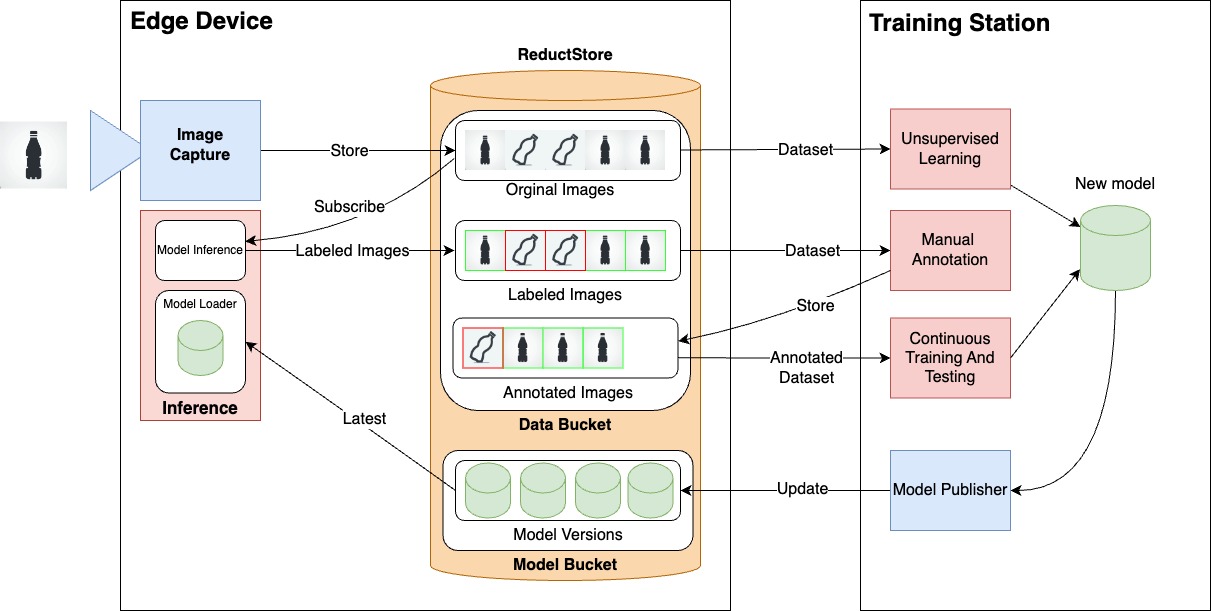 Edge Device
Training Station
ReductStore
Image
Capture
Store
Orginal Images
Dataset
Unsupervised
Learning
New model
Subscribe
Model Inference
Labeled Images
Labeled Images
Dataset
Manual
Annotation
Store
Model Loader
Inference
Annotated Images
Annotated
Dataset
Continuous
Training And
Testing
Data Bucket
Latest
Model Versions
Update
Model Publisher
Model Bucket